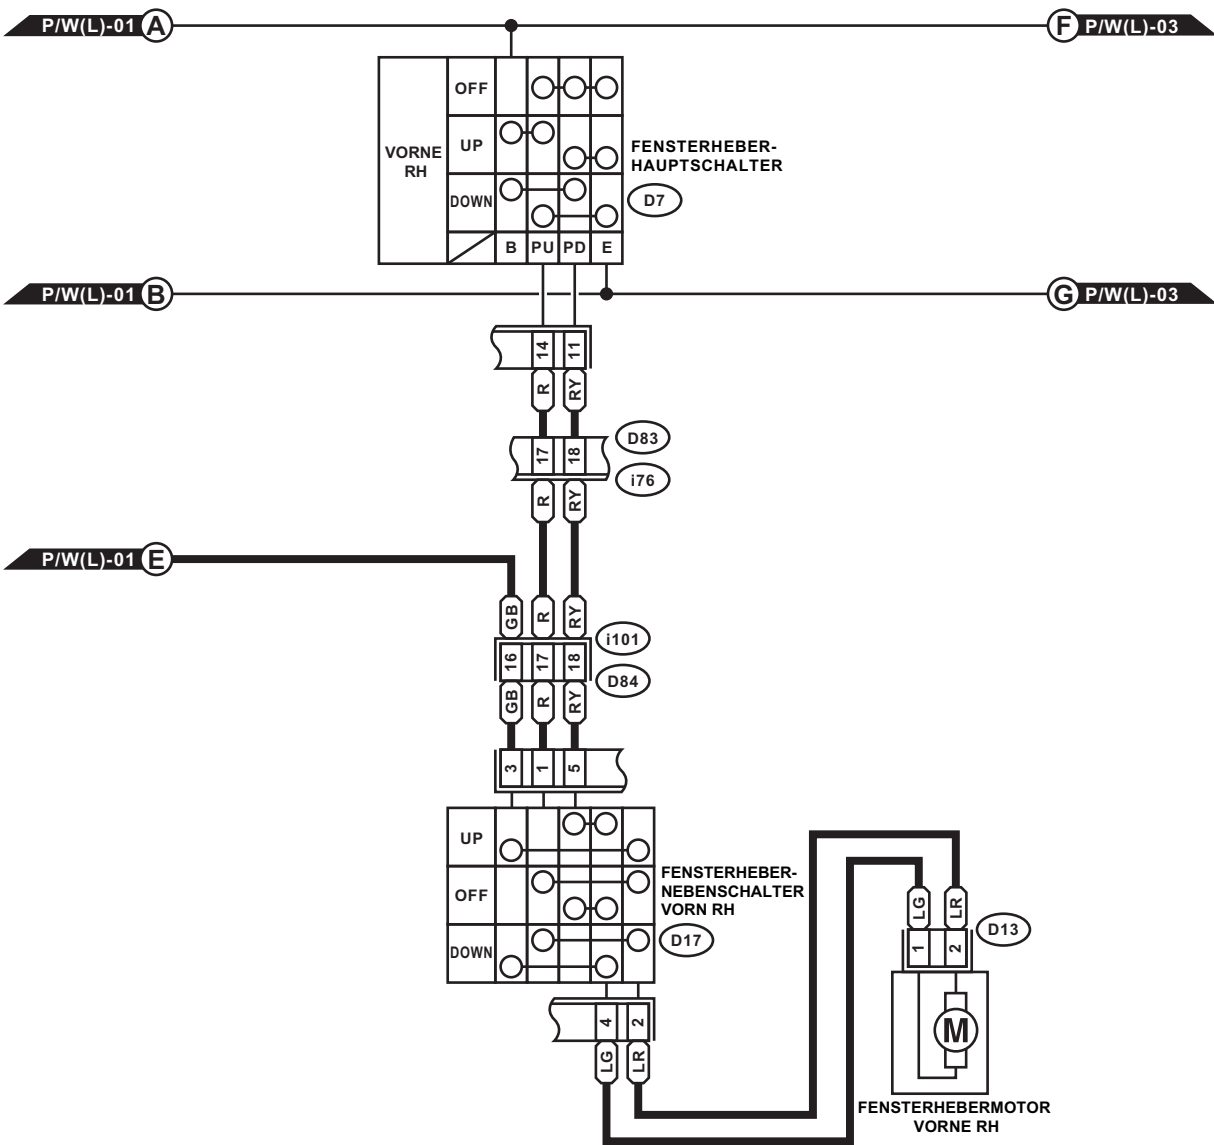 P/W(L)-01 A
F P/W(L)-03
VORNE
RH
OFF
UP
DOWN
B PU PD E
FENSTERHEBER-
HAUPTSCHALTER
D7
P/W(L)-01 B
G P/W(L)-03
14 11
R RY
17 18
D83
i76
R RY
P/W(L)-01 E
GB R RY
i101
16 17 18
D84
GB R RY
3 1 5
UP
OFF
DOWN
FENSTERHEBER-
NEBENSCHALTER
VORN RH
D17
4 2
LG LR
LG LR
1 2
D13
M
FENSTERHEBERMOTOR
VORNE RH